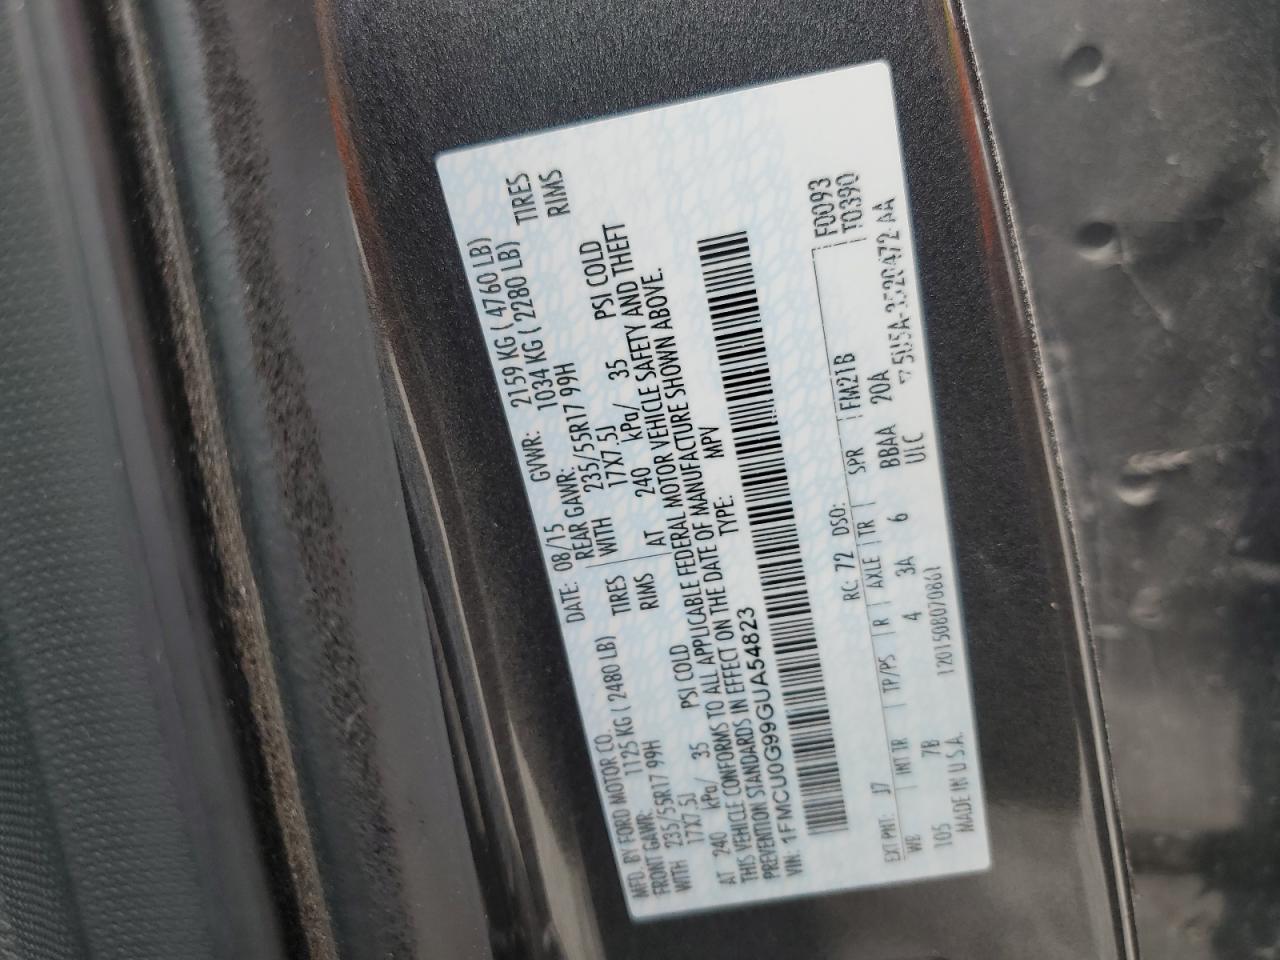 MFD. BY FORD MOTOR CO. DATE: 08/15 GVWR: 2159 KG ( 4760 LB)
FRONT GAWR: 1125 KG ( 2480 LB) REAR GAWR: 1034 KG ( 2280 LB)
WITH 235/55R17 99H TIRES WITH 235/55R17 99H TIRES
17X7.5J RIMS 17X7.5J RIMS
AT 240 kPa/ 35 PSI COLD AT 240 kPa/ 35 PSI COLD
THIS VEHICLE CONFORMS TO ALL APPLICABLE FEDERAL MOTOR VEHICLE SAFETY AND THEFT
PREVENTION STANDARDS IN EFFECT ON THE DATE OF MANUFACTURE SHOWN ABOVE.
VIN: 1FMCU0G99GUA54823 TYPE: MPV
F0093
T0390
EXT PNT: J7 RC: 72 DSO: FM21B
WB INT TR TP/PS R AXLE TR SPR
105 7B 4 3A 6 BBAA 20A
ULC
MADE IN U.S.A. 1201508070861 5U5A-3520472-AA